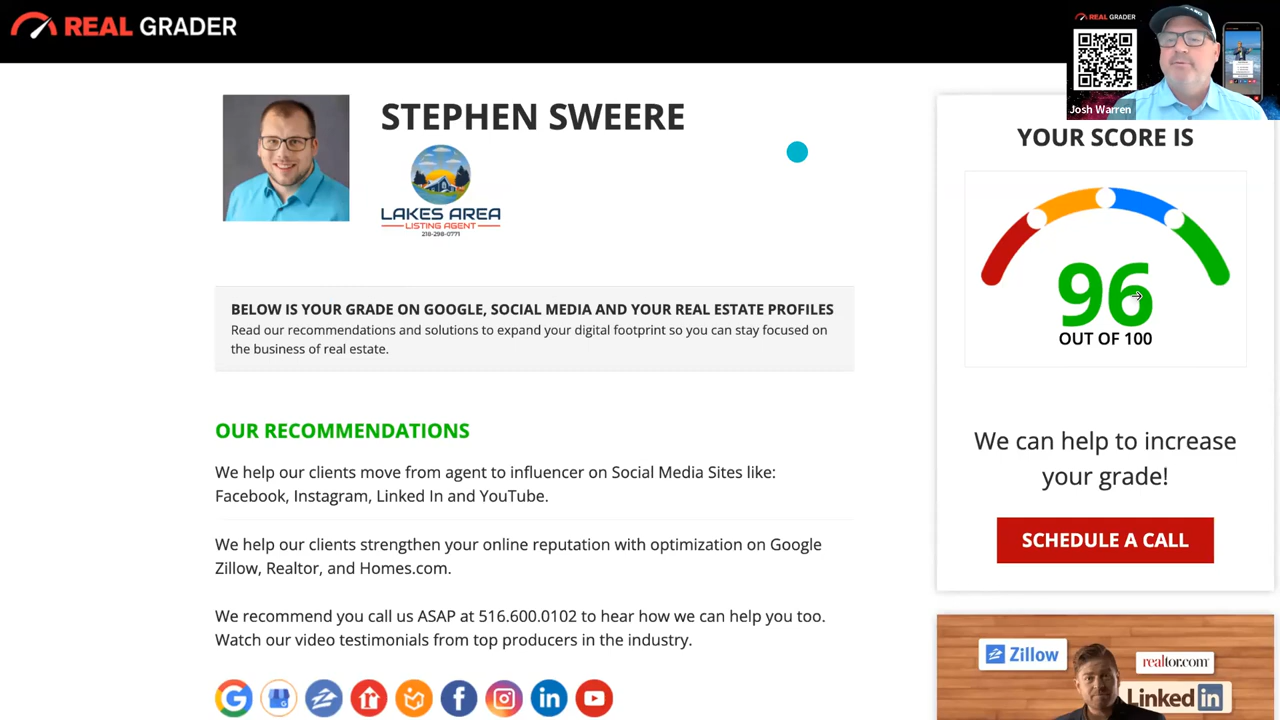 REAL GRADER
REAL GRADER
Josh Warren
STEPHEN SWEERE
LAKES AREA
LISTING AGENT
218-298-0771
BELOW IS YOUR GRADE ON GOOGLE, SOCIAL MEDIA AND YOUR REAL ESTATE PROFILES
Read our recommendations and solutions to expand your digital footprint so you can stay focused on
the business of real estate.
OUR RECOMMENDATIONS
We help our clients move from agent to influencer on Social Media Sites like:
Facebook, Instagram, Linked In and YouTube.
We help our clients strengthen your online reputation with optimization on Google
Zillow, Realtor, and Homes.com.
We recommend you call us ASAP at 516.600.0102 to hear how we can help you too.
Watch our video testimonials from top producers in the industry.
YOUR SCORE IS
96
OUT OF 100
We can help to increase
your grade!
SCHEDULE A CALL
Zillow
realtor.com
Linked in